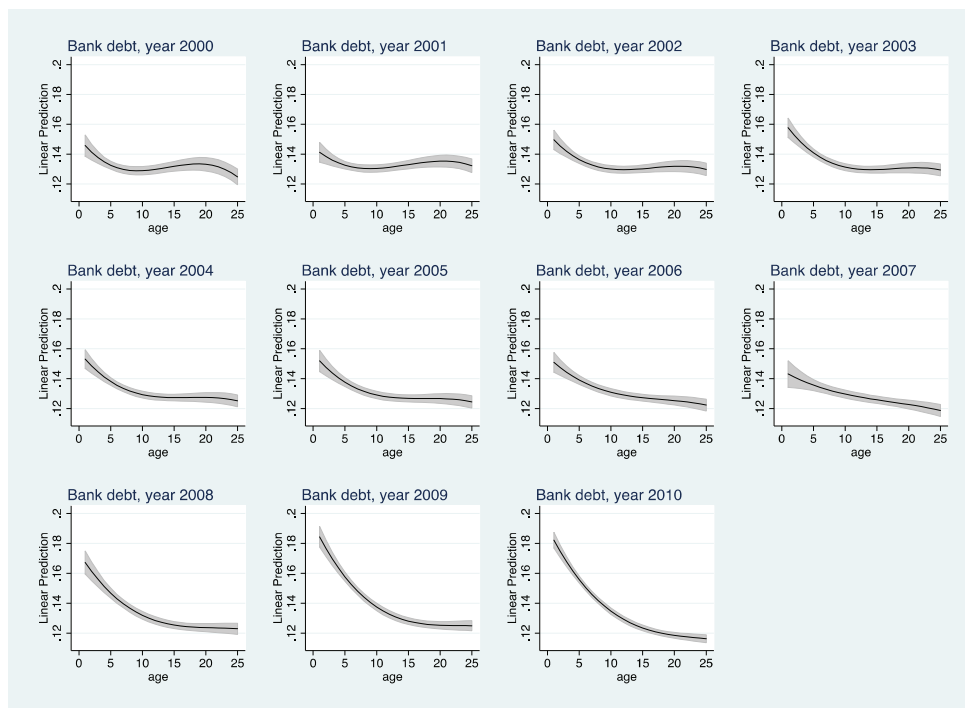 Bank debt, year 2000
Linear Prediction
.12 .14 .16 .18 .2
0 5 10 15 20 25
age
Bank debt, year 2001
Linear Prediction
.12 .14 .16 .18 .2
0 5 10 15 20 25
age
Bank debt, year 2002
Linear Prediction
.12 .14 .16 .18 .2
0 5 10 15 20 25
age
Bank debt, year 2003
Linear Prediction
.12 .14 .16 .18 .2
0 5 10 15 20 25
age
Bank debt, year 2004
Linear Prediction
.12 .14 .16 .18 .2
0 5 10 15 20 25
age
Bank debt, year 2005
Linear Prediction
.12 .14 .16 .18 .2
0 5 10 15 20 25
age
Bank debt, year 2006
Linear Prediction
.12 .14 .16 .18 .2
0 5 10 15 20 25
age
Bank debt, year 2007
Linear Prediction
.12 .14 .16 .18 .2
0 5 10 15 20 25
age
Bank debt, year 2008
Linear Prediction
.12 .14 .16 .18 .2
0 5 10 15 20 25
age
Bank debt, year 2009
Linear Prediction
.12 .14 .16 .18 .2
0 5 10 15 20 25
age
Bank debt, year 2010
Linear Prediction
.12 .14 .16 .18 .2
0 5 10 15 20 25
age